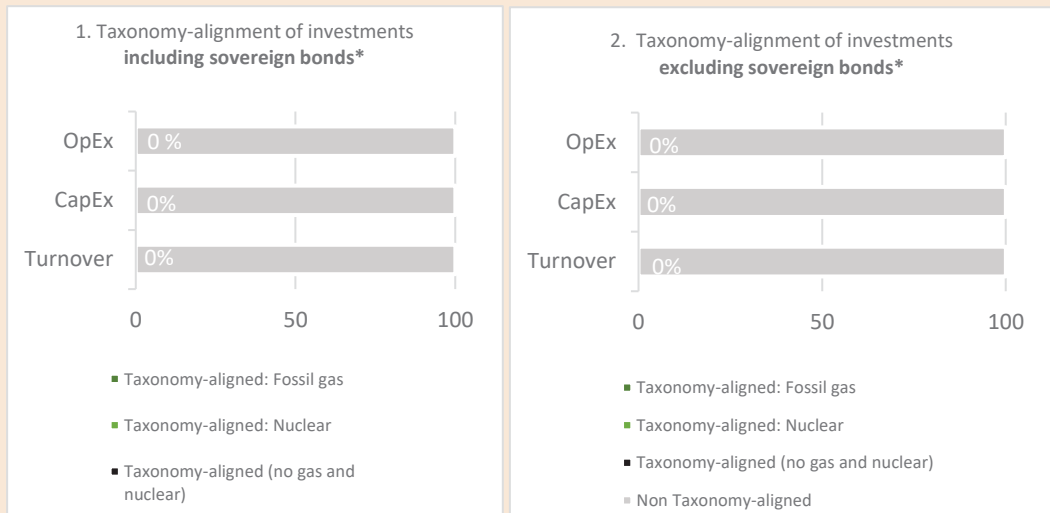 1. Taxonomy-alignment of investments
including sovereign bonds*
OpEx
0 %
CapEx
0%
Turnover
0%
0
50
100
Taxonomy-aligned: Fossil gas
Taxonomy-aligned: Nuclear
Taxonomy-aligned (no gas and
nuclear)
2. Taxonomy-alignment of investments
excluding sovereign bonds*
OpEx
0%
CapEx
0%
Turnover
0%
0
50
100
Taxonomy-aligned: Fossil gas
Taxonomy-aligned: Nuclear
Taxonomy-aligned (no gas and nuclear)
Non Taxonomy-aligned